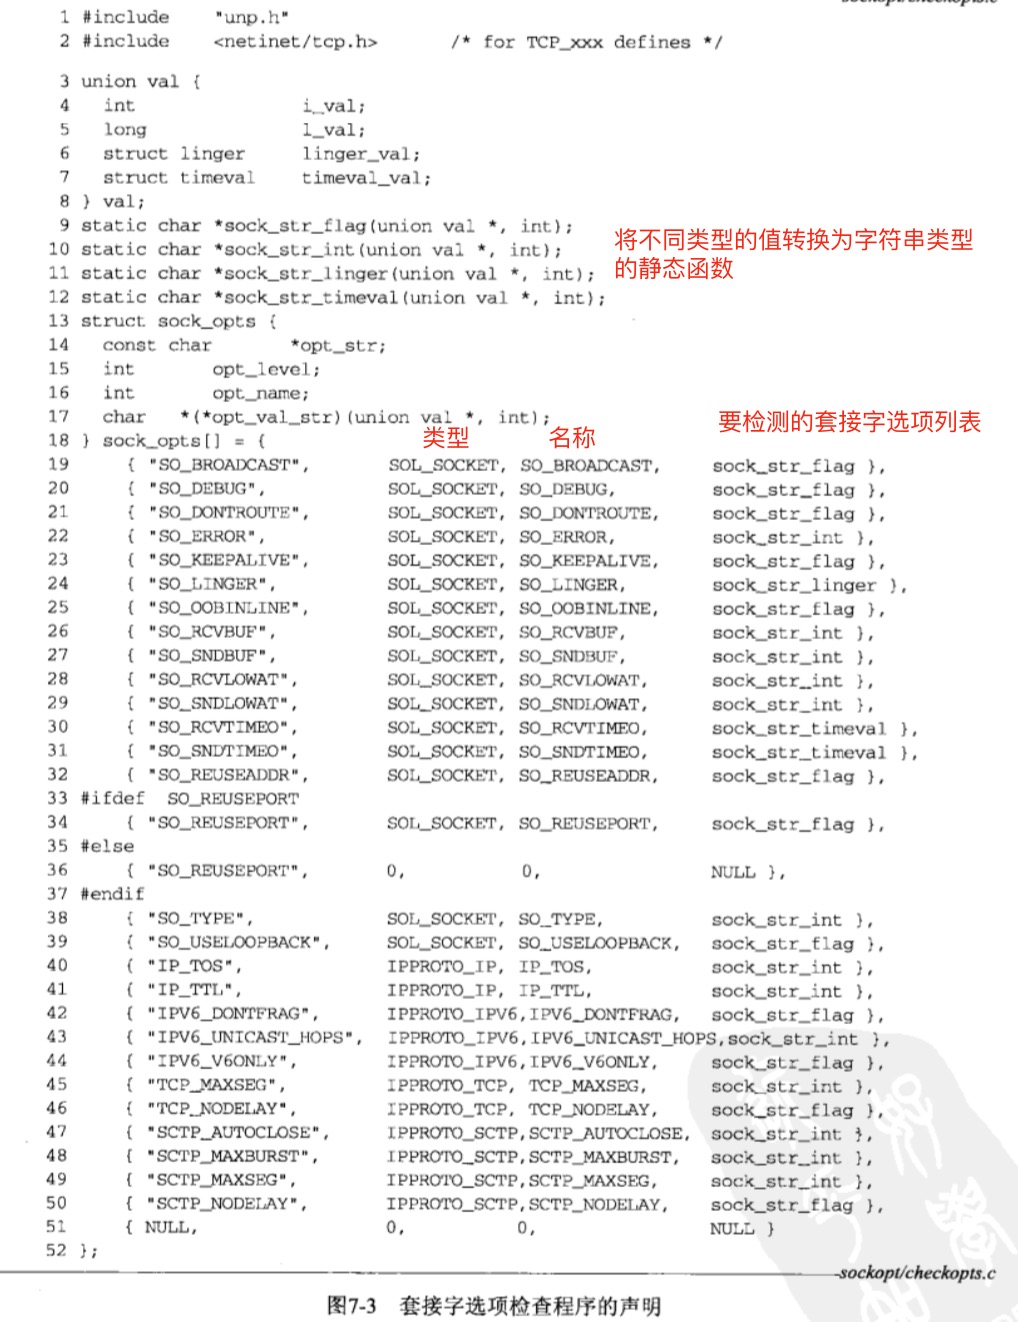 1 #include    "unp.h"
2 #include    <netinet/tcp.h>       /* for TCP_xxx defines */
3 union val {
4   int               i_val;
5   long              l_val;
6   struct linger     linger_val;
7   struct timeval    timeval_val;
8 } val;
9 static char *sock_str_flag(union val *, int);
将不同类型的值转换为字符串类型
10 static char *sock_str_int(union val *, int);
的静态函数
11 static char *sock_str_linger(union val *, int);
12 static char *sock_str_timeval(union val *, int);
13 struct sock_opts {
14   const char       *opt_str;
15   int       opt_level;
16   int       opt_name;
17   char   *(*opt_val_str)(union val *, int);
要检测的套接字选项列表
18 } sock_opts[] = {
类型 名称
19     { "SO_BROADCAST",       SOL_SOCKET, SO_BROADCAST,    sock_str_flag },
20     { "SO_DEBUG",           SOL_SOCKET, SO_DEBUG,        sock_str_flag },
21     { "SO_DONTROUTE",       SOL_SOCKET, SO_DONTROUTE,    sock_str_flag },
22     { "SO_ERROR",           SOL_SOCKET, SO_ERROR,        sock_str_int },
23     { "SO_KEEPALIVE",       SOL_SOCKET, SO_KEEPALIVE,    sock_str_flag },
24     { "SO_LINGER",          SOL_SOCKET, SO_LINGER,       sock_str_linger },
25     { "SO_OOBINLINE",       SOL_SOCKET, SO_OOBINLINE,    sock_str_flag },
26     { "SO_RCVBUF",          SOL_SOCKET, SO_RCVBUF,       sock_str_int },
27     { "SO_SNDBUF",          SOL_SOCKET, SO_SNDBUF,       sock_str_int },
28     { "SO_RCVLOWAT",        SOL_SOCKET, SO_RCVLOWAT,     sock_str_int },
29     { "SO_SNDLOWAT",        SOL_SOCKET, SO_SNDLOWAT,     sock_str_int },
30     { "SO_RCVTIMEO",        SOL_SOCKET, SO_RCVTIMEO,     sock_str_timeval },
31     { "SO_SNDTIMEO",        SOL_SOCKET, SO_SNDTIMEO,     sock_str_timeval },
32     { "SO_REUSEADDR",       SOL_SOCKET, SO_REUSEADDR,    sock_str_flag },
33 #ifdef  SO_REUSEPORT
34     { "SO_REUSEPORT",       SOL_SOCKET, SO_REUSEPORT,    sock_str_flag },
35 #else
36     { "SO_REUSEPORT",       0,          0,               NULL },
37 #endif
38     { "SO_TYPE",            SOL_SOCKET, SO_TYPE,         sock_str_int },
39     { "SO_USELOOPBACK",     SOL_SOCKET, SO_USELOOPBACK,  sock_str_flag },
40     { "IP_TOS",             IPPROTO_IP, IP_TOS,          sock_str_int },
41     { "IP_TTL",             IPPROTO_IP, IP_TTL,          sock_str_int },
42     { "IPV6_DONTFRAG",      IPPROTO_IPV6,IPV6_DONTFRAG,  sock_str_flag },
43     { "IPV6_UNICAST_HOPS",  IPPROTO_IPV6,IPV6_UNICAST_HOPS,sock_str_int },
44     { "IPV6_V6ONLY",        IPPROTO_IPV6,IPV6_V6ONLY,    sock_str_flag },
45     { "TCP_MAXSEG",         IPPROTO_TCP, TCP_MAXSEG,     sock_str_int },
46     { "TCP_NODELAY",        IPPROTO_TCP, TCP_NODELAY,    sock_str_flag },
47     { "SCTP_AUTOCLOSE",     IPPROTO_SCTP,SCTP_AUTOCLOSE, sock_str_int },
48     { "SCTP_MAXBURST",      IPPROTO_SCTP,SCTP_MAXBURST,  sock_str_int },
49     { "SCTP_MAXSEG",        IPPROTO_SCTP,SCTP_MAXSEG,    sock_str_int },
50     { "SCTP_NODELAY",       IPPROTO_SCTP,SCTP_NODELAY,   sock_str_flag },
51     { NULL,                 0,          0,               NULL }
52 };
sockopt/checkopts.c
图7-3 套接字选项检查程序的声明